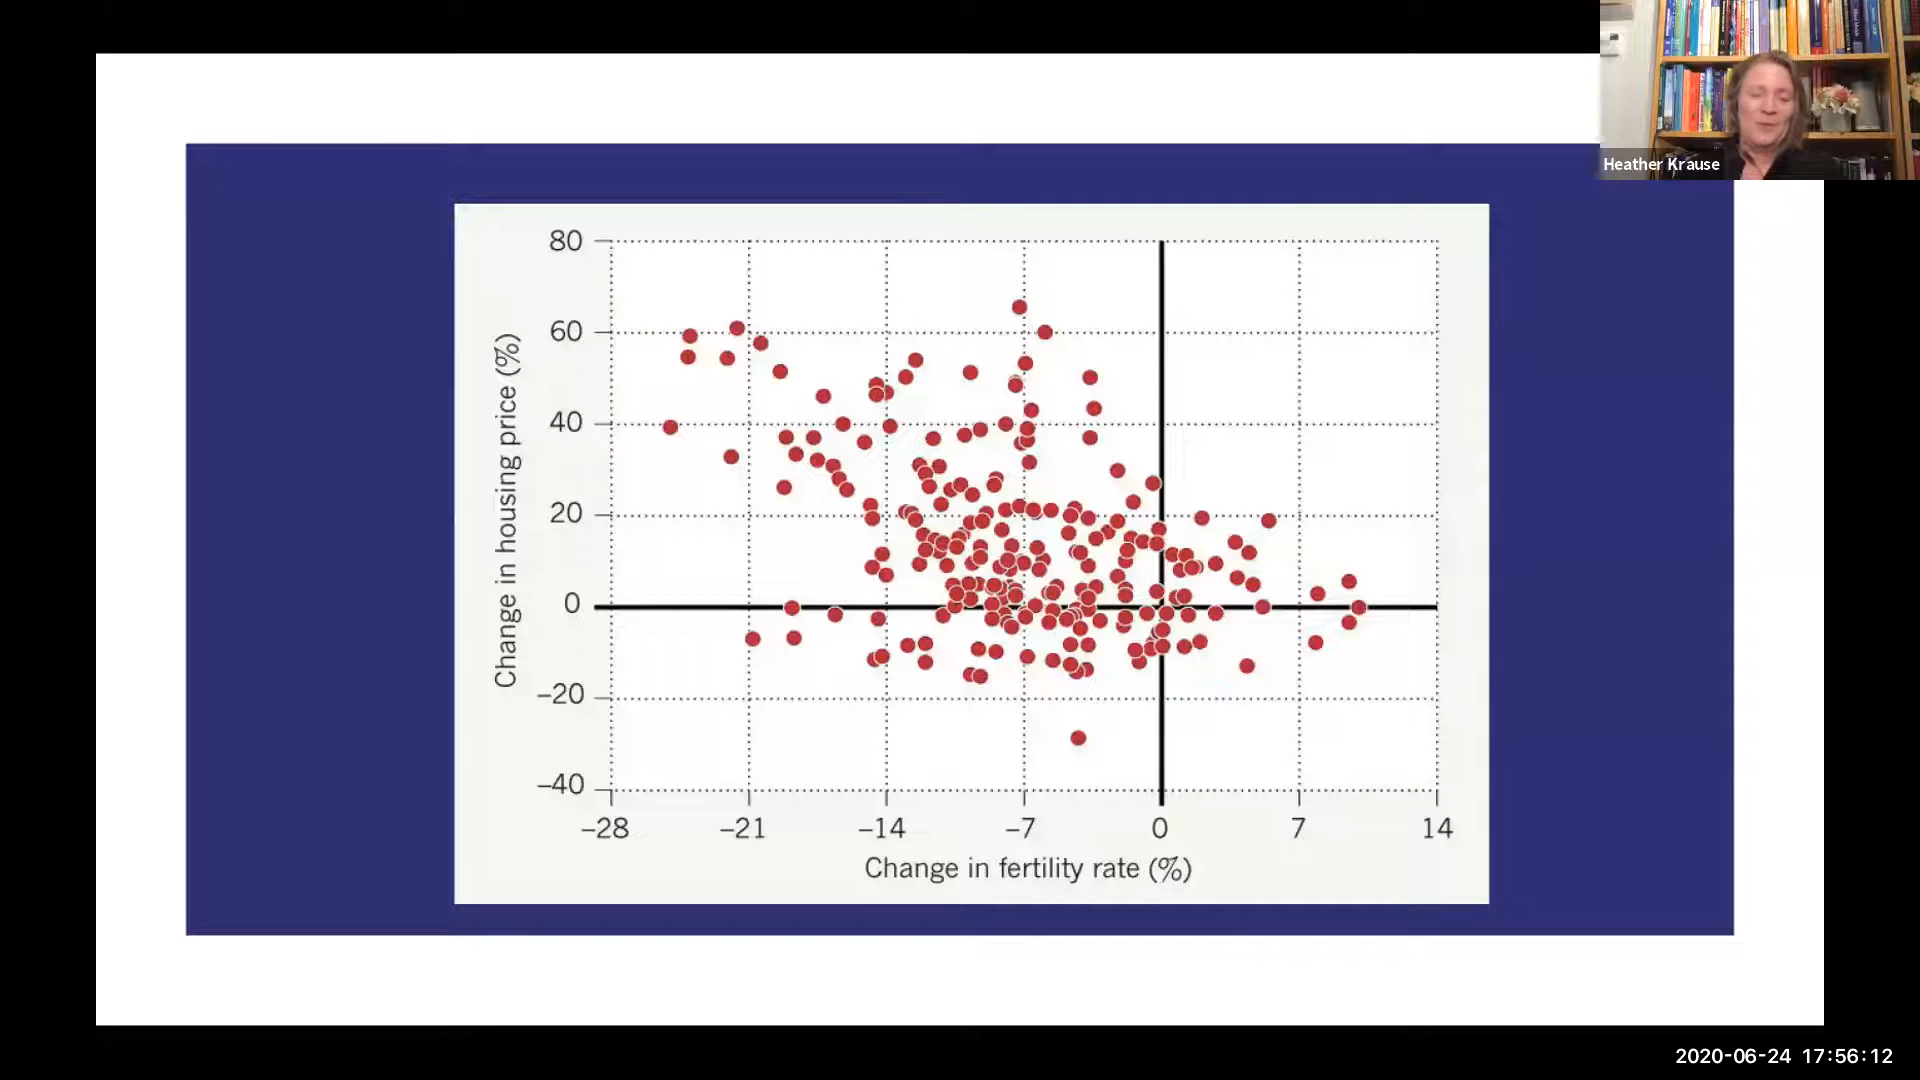 Heather Krause
80
60
40
20
0
–20
–40
Change in housing price (%)
–28 –21 –14 –7 0 7 14
Change in fertility rate (%)
2020-06-24 17:56:12